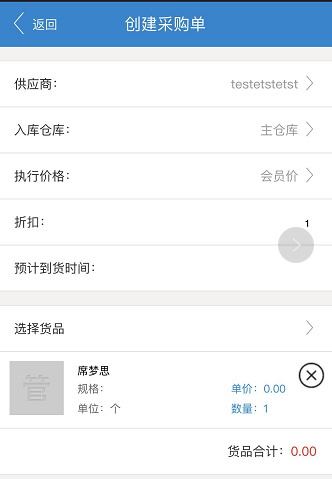 返回
创建采购单
供应商： testetstetst
入库仓库： 主仓库
执行价格： 会员价
折扣： 1
预计到货时间：
选择货品
管
席梦思
规格： 单价：0.00
单位：个 数量：1
货品合计：0.00